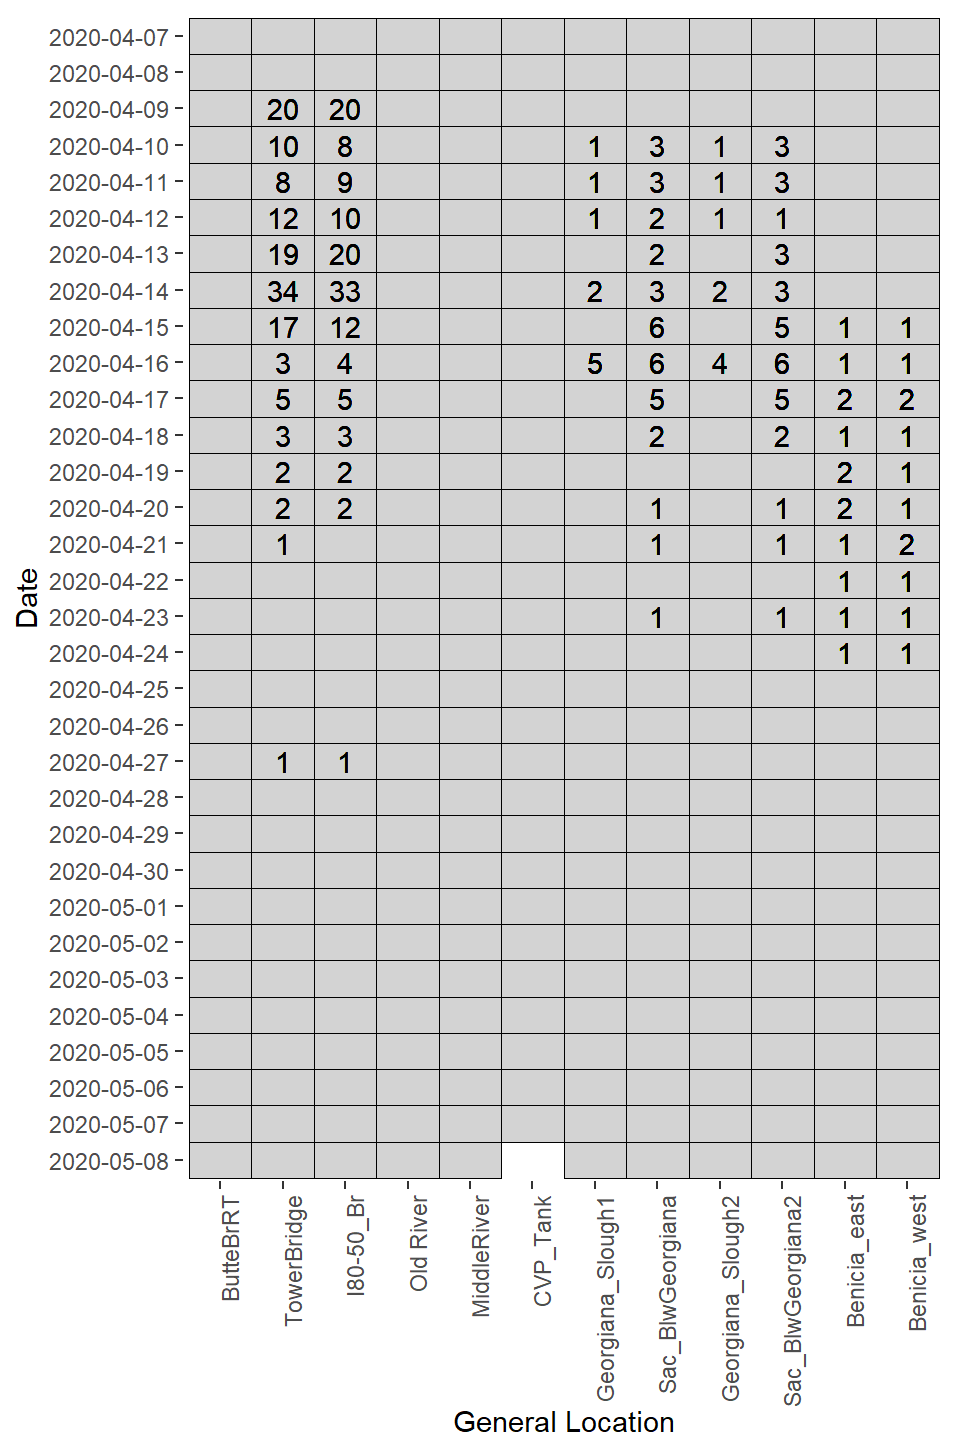 2020-04-07
2020-04-08
2020-04-09 20 20
2020-04-10 10 8 1 3 1 3
2020-04-11 8 9 1 3 1 3
2020-04-12 12 10 1 2 1 1
2020-04-13 19 20 2 3
2020-04-14 34 33 2 3 2 3
2020-04-15 17 12 6 5 1 1
2020-04-16 3 4 5 6 4 6 1 1
2020-04-17 5 5 5 5 2 2
2020-04-18 3 3 2 2 1 1
2020-04-19 2 2 2 1
2020-04-20 2 2 1 1 2 1
2020-04-21 1 1 1 1 2
2020-04-22 1 1
2020-04-23 1 1 1 1
2020-04-24 1 1
2020-04-25
2020-04-26
2020-04-27 1 1
2020-04-28
2020-04-29
2020-04-30
2020-05-01
2020-05-02
2020-05-03
2020-05-04
2020-05-05
2020-05-06
2020-05-07
2020-05-08
Date
ButteBrRT
TowerBridge
I80-50_Br
Old River
MiddleRiver
CVP_Tank
Georgiana_Slough1
Sac_BlwGeorgiana
Georgiana_Slough2
Sac_BlwGeorgiana2
Benicia_east
Benicia_west
General Location